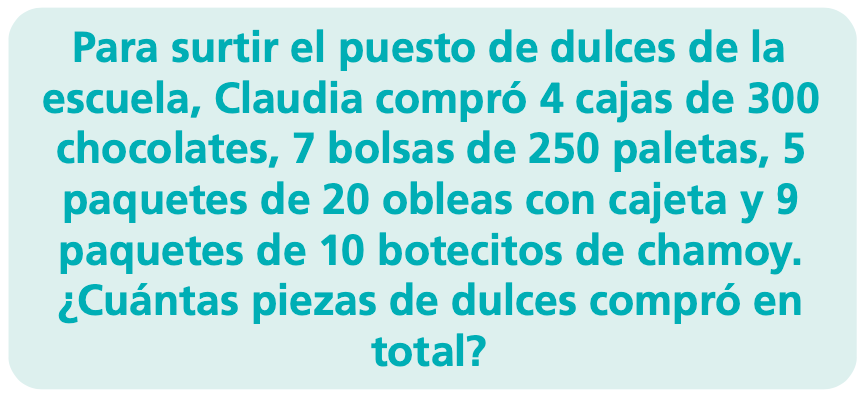 Para surtir el puesto de dulces de la
escuela, Claudia compró 4 cajas de 300
chocolates, 7 bolsas de 250 paletas, 5
paquetes de 20 obleas con cajeta y 9
paquetes de 10 botecitos de chamoy.
¿Cuántas piezas de dulces compró en
total?